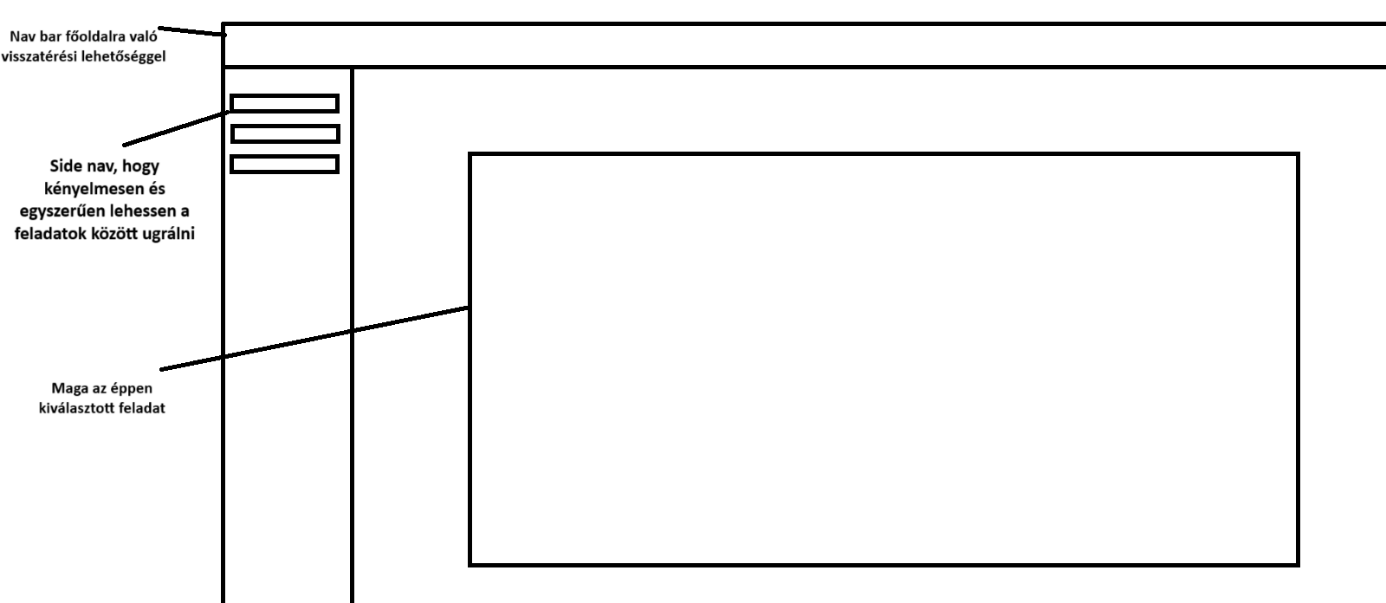 Nav bar főoldalra való
visszatérési lehetőséggel
Side nav, hogy
kényelmesen és
egyszerűen lehessen a
feladatok között ugrálni
Maga az éppen
kiválasztott feladat